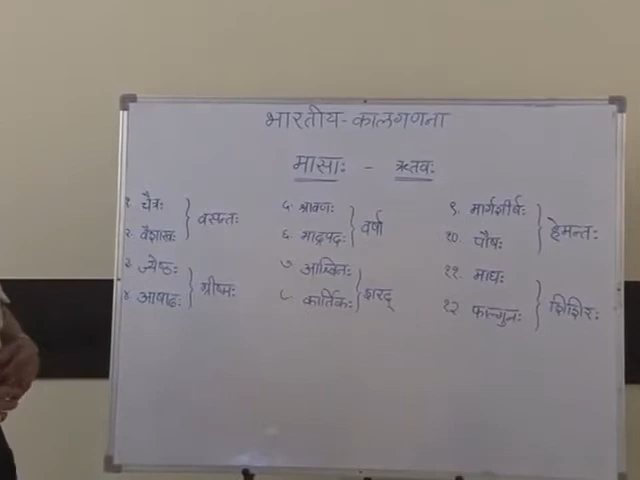 भारतीय-कालगणना
मासाः - ऋतवः
१. चैत्रः
२. वैशाखः
वसन्तः
३. ज्येष्ठः
४. आषाढः
ग्रीष्मः
५. श्रावणः
६. भाद्रपदः
वर्षा
७. आश्विनः
८. कार्तिकः
शरद्
९. मार्गशीर्षः
१०. पौषः
हेमन्तः
११. माघः
१२ फाल्गुनः
शिशिरः